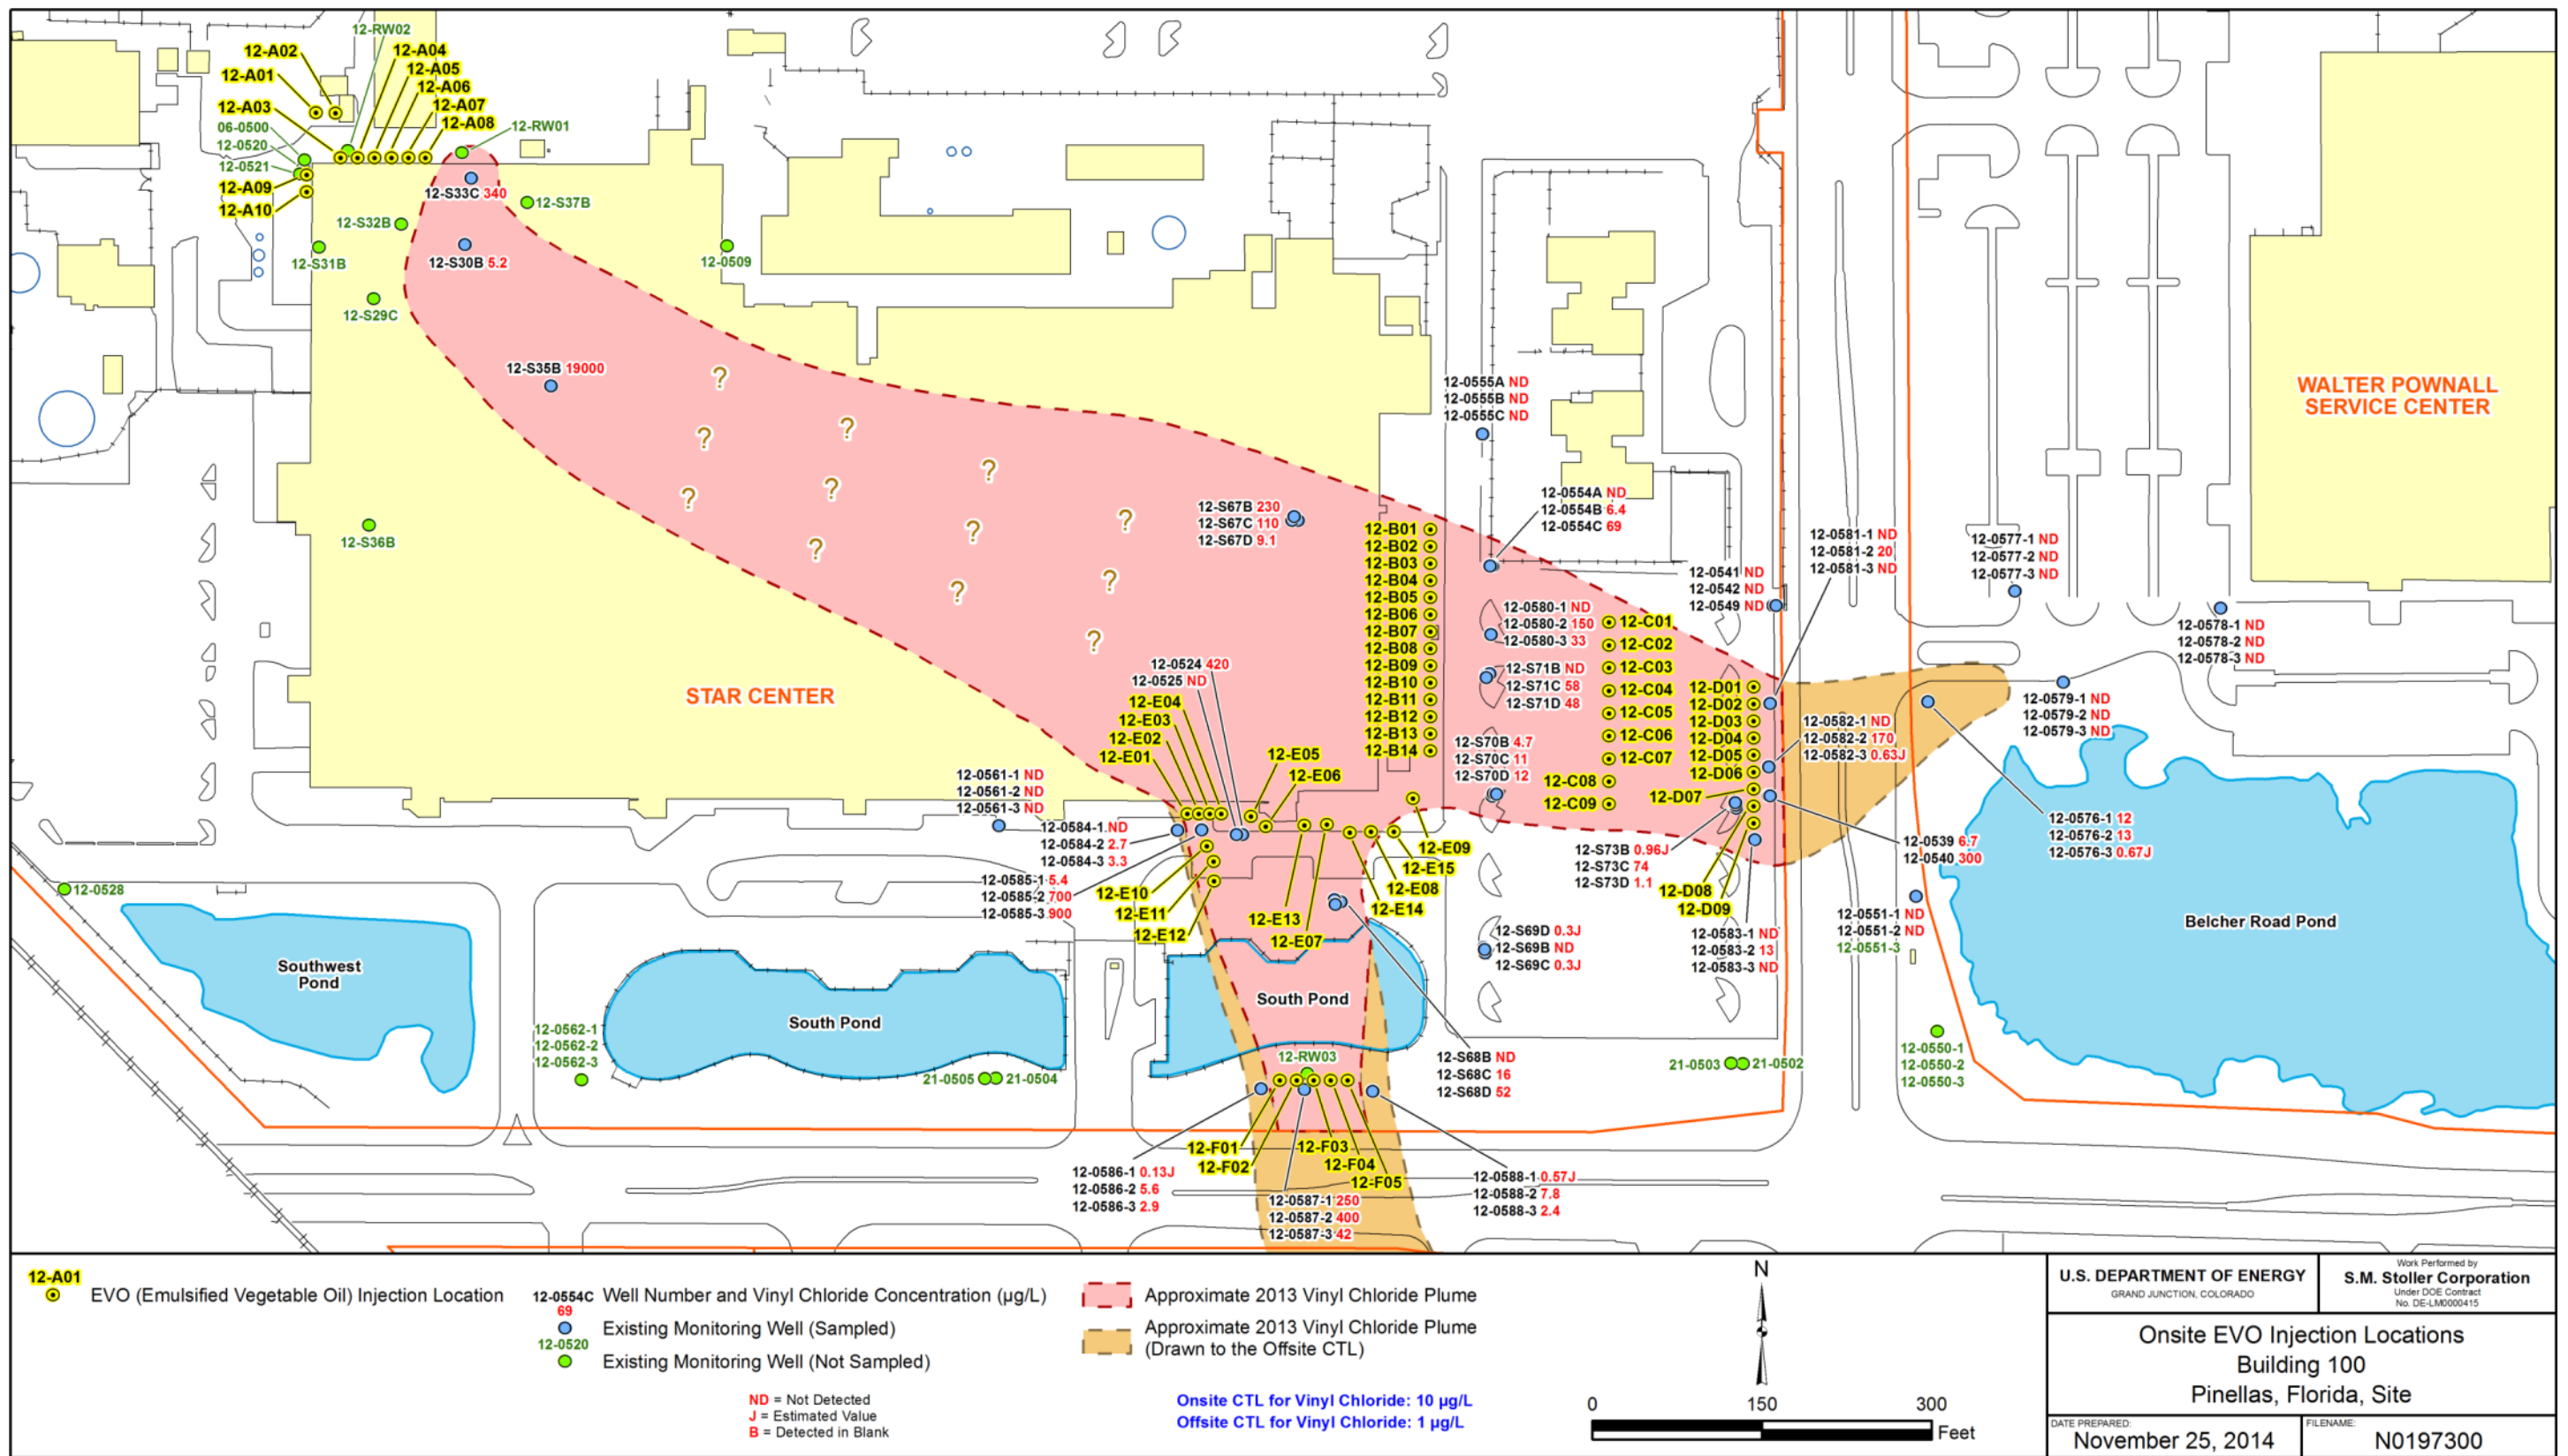 12-RW02
12-A02
12-A04
12-A01
12-A05
12-A06
12-A03
12-A07
06-0500
12-A08
12-RW01
12-0520
12-0521
12-A09
12-A10
12-S33C 340
12-S37B
12-S32B
12-S31B
12-S30B 5.2
12-0509
12-S29C
12-S35B 19000
?
?
?
?
?
?
?
?
?
?
?
?
?
12-S36B
STAR CENTER
WALTER POWNALL
SERVICE CENTER
12-0555A ND
12-0555B ND
12-0555C ND
12-S67B 230
12-S67C 110
12-S67D 9.1
12-0554A ND
12-0554B 6.4
12-0554C 69
12-B01
12-B02
12-B03
12-B04
12-B05
12-B06
12-B07
12-B08
12-B09
12-B10
12-B11
12-B12
12-B13
12-B14
12-0581-1 ND
12-0581-2 20
12-0581-3 ND
12-0577-1 ND
12-0577-2 ND
12-0577-3 ND
12-0541 ND
12-0542 ND
12-0549 ND
12-0580-1 ND
12-0580-2 150
12-0580-3 33
12-C01
12-C02
12-C03
12-C04
12-C05
12-C06
12-C07
12-C08
12-C09
12-0578-1 ND
12-0578-2 ND
12-0578-3 ND
12-S71B ND
12-S71C 58
12-S71D 48
12-0524 420
12-0525 ND
12-E04
12-E03
12-E02
12-E01
12-D01
12-D02
12-D03
12-D04
12-D05
12-D06
12-D07
12-0579-1 ND
12-0579-2 ND
12-0579-3 ND
12-0582-1 ND
12-0582-2 170
12-0582-3 0.63J
12-S70B 4.7
12-S70C 11
12-S70D 12
12-E05
12-E06
12-0561-1 ND
12-0561-2 ND
12-0561-3 ND
12-0584-1 ND
12-0584-2 2.7
12-0584-3 3.3
12-0585-1 5.4
12-0585-2 700
12-0585-3 900
12-E09
12-E15
12-E08
12-E14
12-E10
12-E11
12-E12
12-E13
12-E07
12-S73B 0.96J
12-S73C 74
12-S73D 1.1
12-D08
12-D09
12-0539 6.7
12-0540 300
12-0576-1 12
12-0576-2 13
12-0576-3 0.67J
12-0528
12-S69D 0.3J
12-S69B ND
12-S69C 0.3J
12-0583-1 ND
12-0583-2 13
12-0583-3 ND
12-0551-1 ND
12-0551-2 ND
12-0551-3
Belcher Road Pond
Southwest
Pond
South Pond
South Pond
12-0562-1
12-0562-2
12-0562-3
21-0505
21-0504
12-RW03
12-S68B ND
12-S68C 16
12-S68D 52
21-0503
21-0502
12-0550-1
12-0550-2
12-0550-3
12-F01
12-F02
12-F03
12-F04
12-F05
12-0586-1 0.13J
12-0586-2 5.6
12-0586-3 2.9
12-0587-1 250
12-0587-2 400
12-0587-3 42
12-0588-1 0.57J
12-0588-2 7.8
12-0588-3 2.4
12-A01
EVO (Emulsified Vegetable Oil) Injection Location
12-0554C
69
Well Number and Vinyl Chloride Concentration (µg/L)
Existing Monitoring Well (Sampled)
12-0520
Existing Monitoring Well (Not Sampled)
ND = Not Detected
J = Estimated Value
B = Detected in Blank
Approximate 2013 Vinyl Chloride Plume
Approximate 2013 Vinyl Chloride Plume
(Drawn to the Offsite CTL)
Onsite CTL for Vinyl Chloride: 10 µg/L
Offsite CTL for Vinyl Chloride: 1 µg/L
N
0 150 300
Feet
U.S. DEPARTMENT OF ENERGY
GRAND JUNCTION, COLORADO
Work Performed by
S.M. Stoller Corporation
Under DOE Contract
No. DE-LM0000415
Onsite EVO Injection Locations
Building 100
Pinellas, Florida, Site
DATE PREPARED:
November 25, 2014
FILENAME:
N0197300